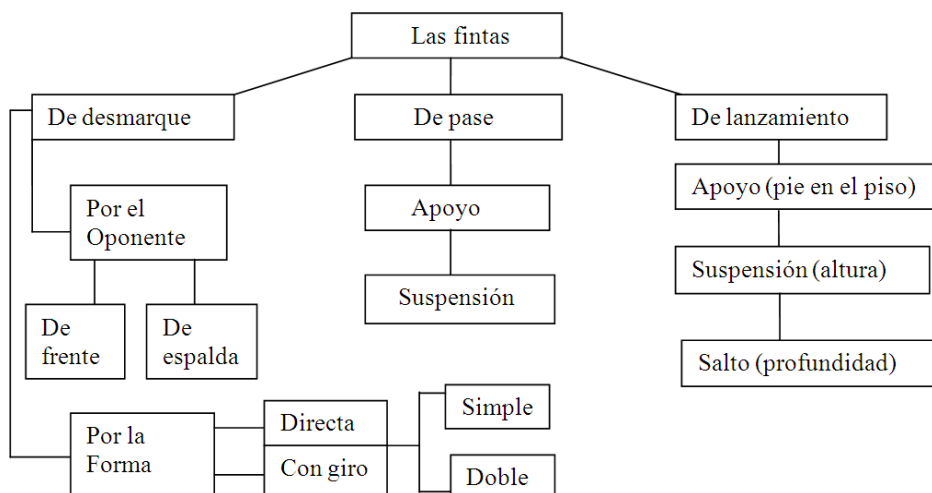 Las fintas
De desmarque
De pase
De lanzamiento
Por el
Oponente
Apoyo
Apoyo (pie en el piso)
Suspensión
Suspensión (altura)
De
frente
De
espalda
Salto (profundidad)
Por la
Forma
Directa
Con giro
Simple
Doble